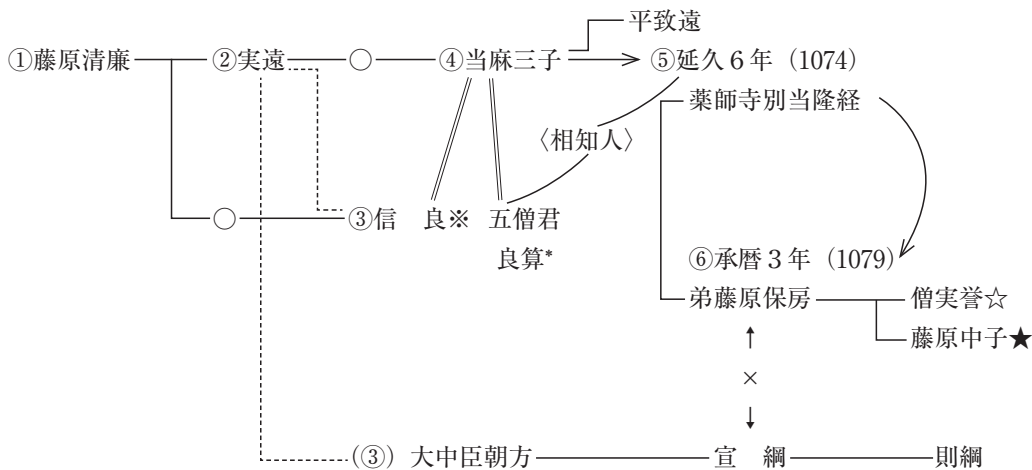 平致遠
①藤原清廉 ②実遠 ○ ④当麻三子 ⑤延久6年(1074)
薬師寺別当隆経
〈相知人〉
○ ③信 良※ 五僧君
良算*
⑥承暦3年(1079)
弟藤原保房 僧実誉☆
藤原中子★
×
(③) 大中臣朝方 宣 綱 則綱